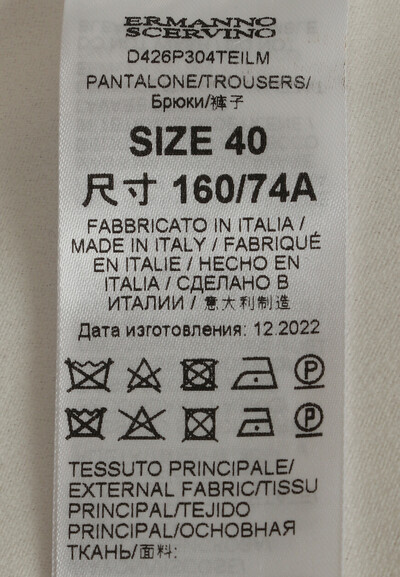 ERMANNO
SCERVINO
D426P304TEILM
PANTALONE/TROUSERS/
Брюки/裤子
SIZE 40
尺寸 160/74A
FABBRICATO IN ITALIA /
MADE IN ITALY / FABRIQUÉ
EN ITALIE / HECHO EN
ITALIA / СДЕЛАНО В
ИТАЛИИ / 意大利制造
Дата изготовления: 12.2022
P
P
TESSUTO PRINCIPALE/
EXTERNAL FABRIC/TISSU
PRINCIPAL/TEJIDO
PRINCIPAL/ОСНОВНАЯ
ТКАНЬ/面料: